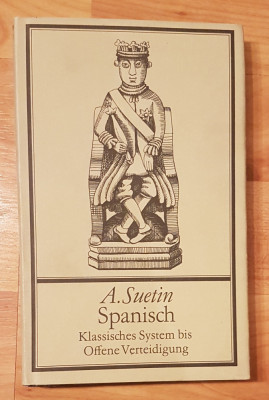 A. Suetin
Spanisch
Klassisches System bis
Offene Verteidigung